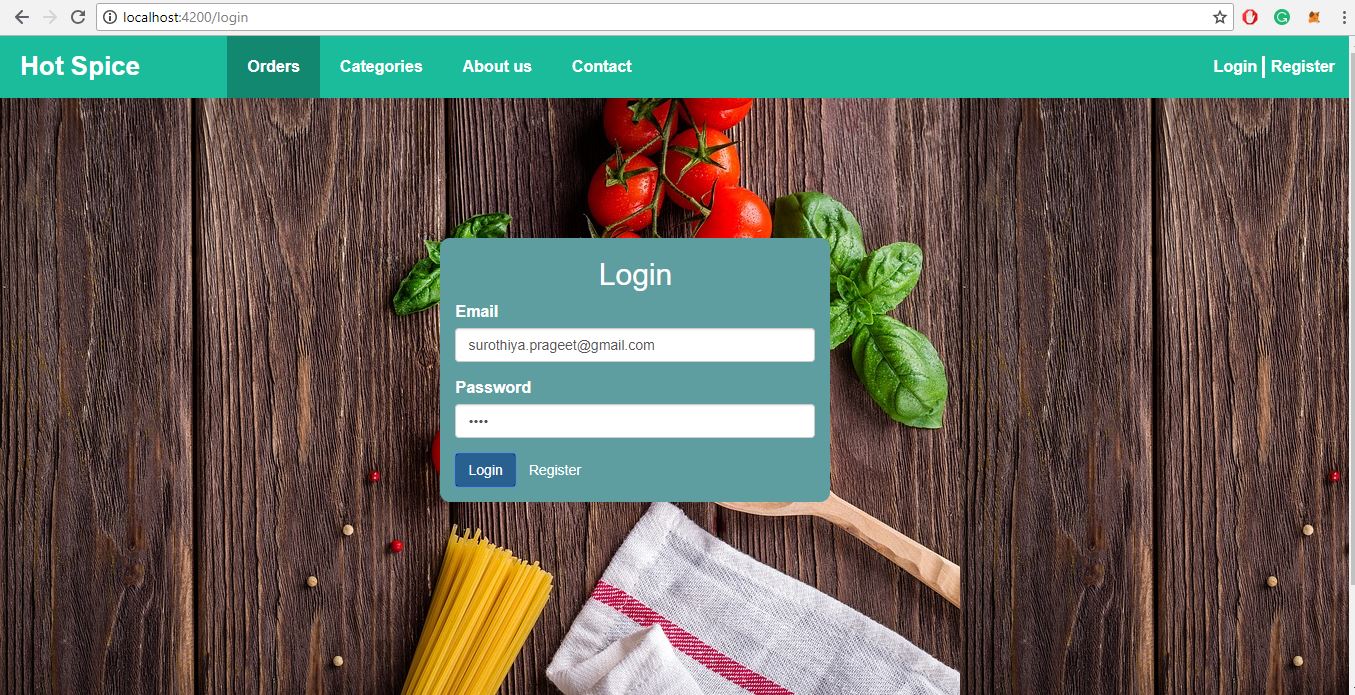 localhost:4200/login
Hot Spice Orders Categories About us Contact Login | Register
Login
Email
surothiya.prageet@gmail.com
Password
••••
Login Register